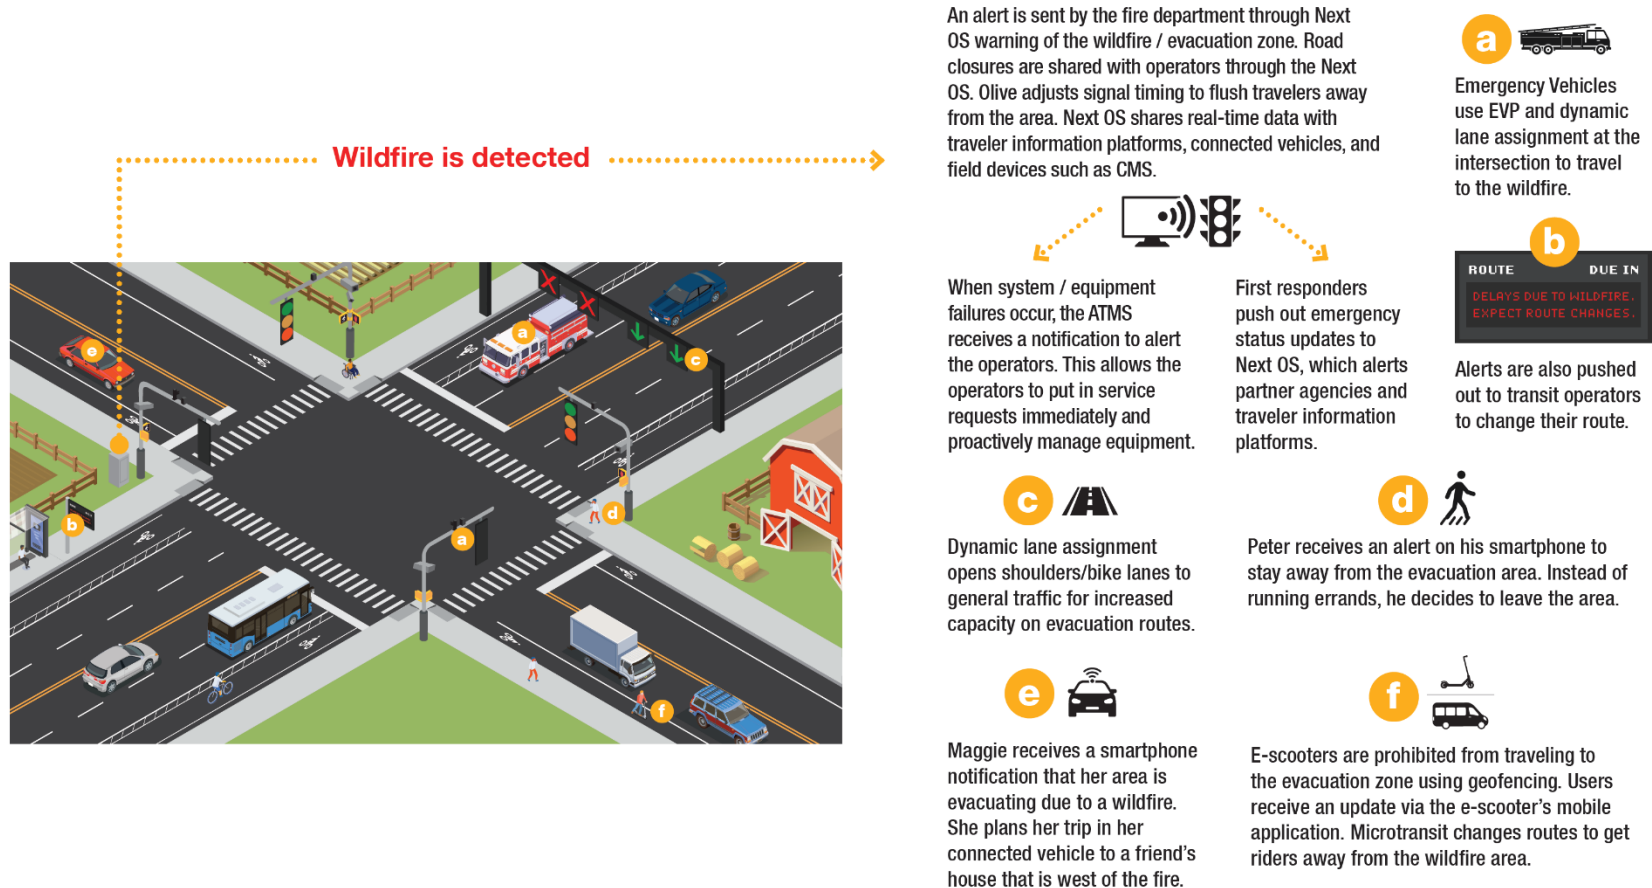 Wildfire is detected
An alert is sent by the fire department through Next
OS warning of the wildfire / evacuation zone. Road
closures are shared with operators through the Next
OS. Olive adjusts signal timing to flush travelers away
from the area. Next OS shares real-time data with
traveler information platforms, connected vehicles, and
field devices such as CMS.
When system / equipment
failures occur, the ATMS
receives a notification to alert
the operators. This allows the
operators to put in service
requests immediately and
proactively manage equipment.
First responders
push out emergency
status updates to
Next OS, which alerts
partner agencies and
traveler information
platforms.
a
Emergency Vehicles
use EVP and dynamic
lane assignment at the
intersection to travel
to the wildfire.
b
ROUTE DUE IN
DELAYS DUE TO WILDFIRE.
EXPECT ROUTE CHANGES.
Alerts are also pushed
out to transit operators
to change their route.
c
Dynamic lane assignment
opens shoulders/bike lanes to
general traffic for increased
capacity on evacuation routes.
d
Peter receives an alert on his smartphone to
stay away from the evacuation area. Instead of
running errands, he decides to leave the area.
e
Maggie receives a smartphone
notification that her area is
evacuating due to a wildfire.
She plans her trip in her
connected vehicle to a friend's
house that is west of the fire.
f
E-scooters are prohibited from traveling to
the evacuation zone using geofencing. Users
receive an update via the e-scooter's mobile
application. Microtransit changes routes to get
riders away from the wildfire area.
a
e
c
b
d
a
f